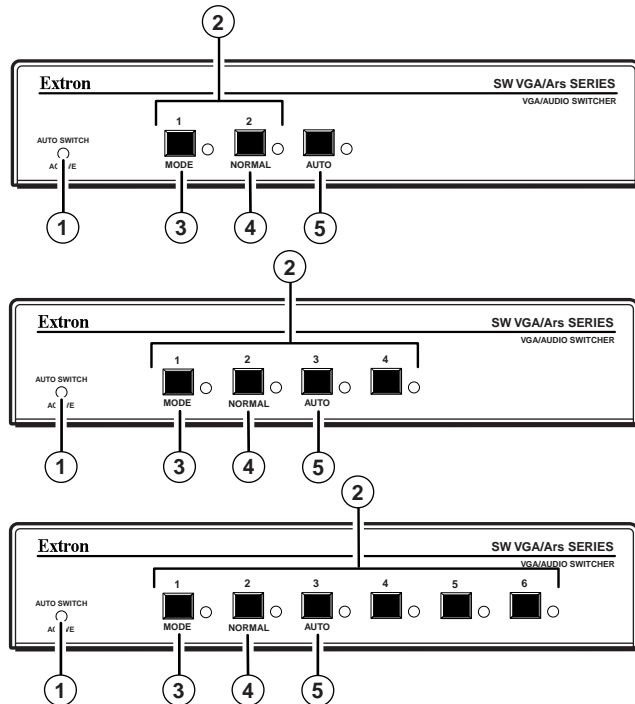 2
Extron
SW VGA/Ars SERIES
VGA/AUDIO SWITCHER
1 2
AUTO SWITCH
MODE NORMAL AUTO
1 3 4 5
2
Extron
SW VGA/Ars SERIES
VGA/AUDIO SWITCHER
1 2 3 4
AUTO SWITCH
MODE NORMAL AUTO
1 3 4 5
2
Extron
SW VGA/Ars SERIES
VGA/AUDIO SWITCHER
1 2 3 4 5 6
AUTO SWITCH
MODE NORMAL AUTO
1 3 4 5